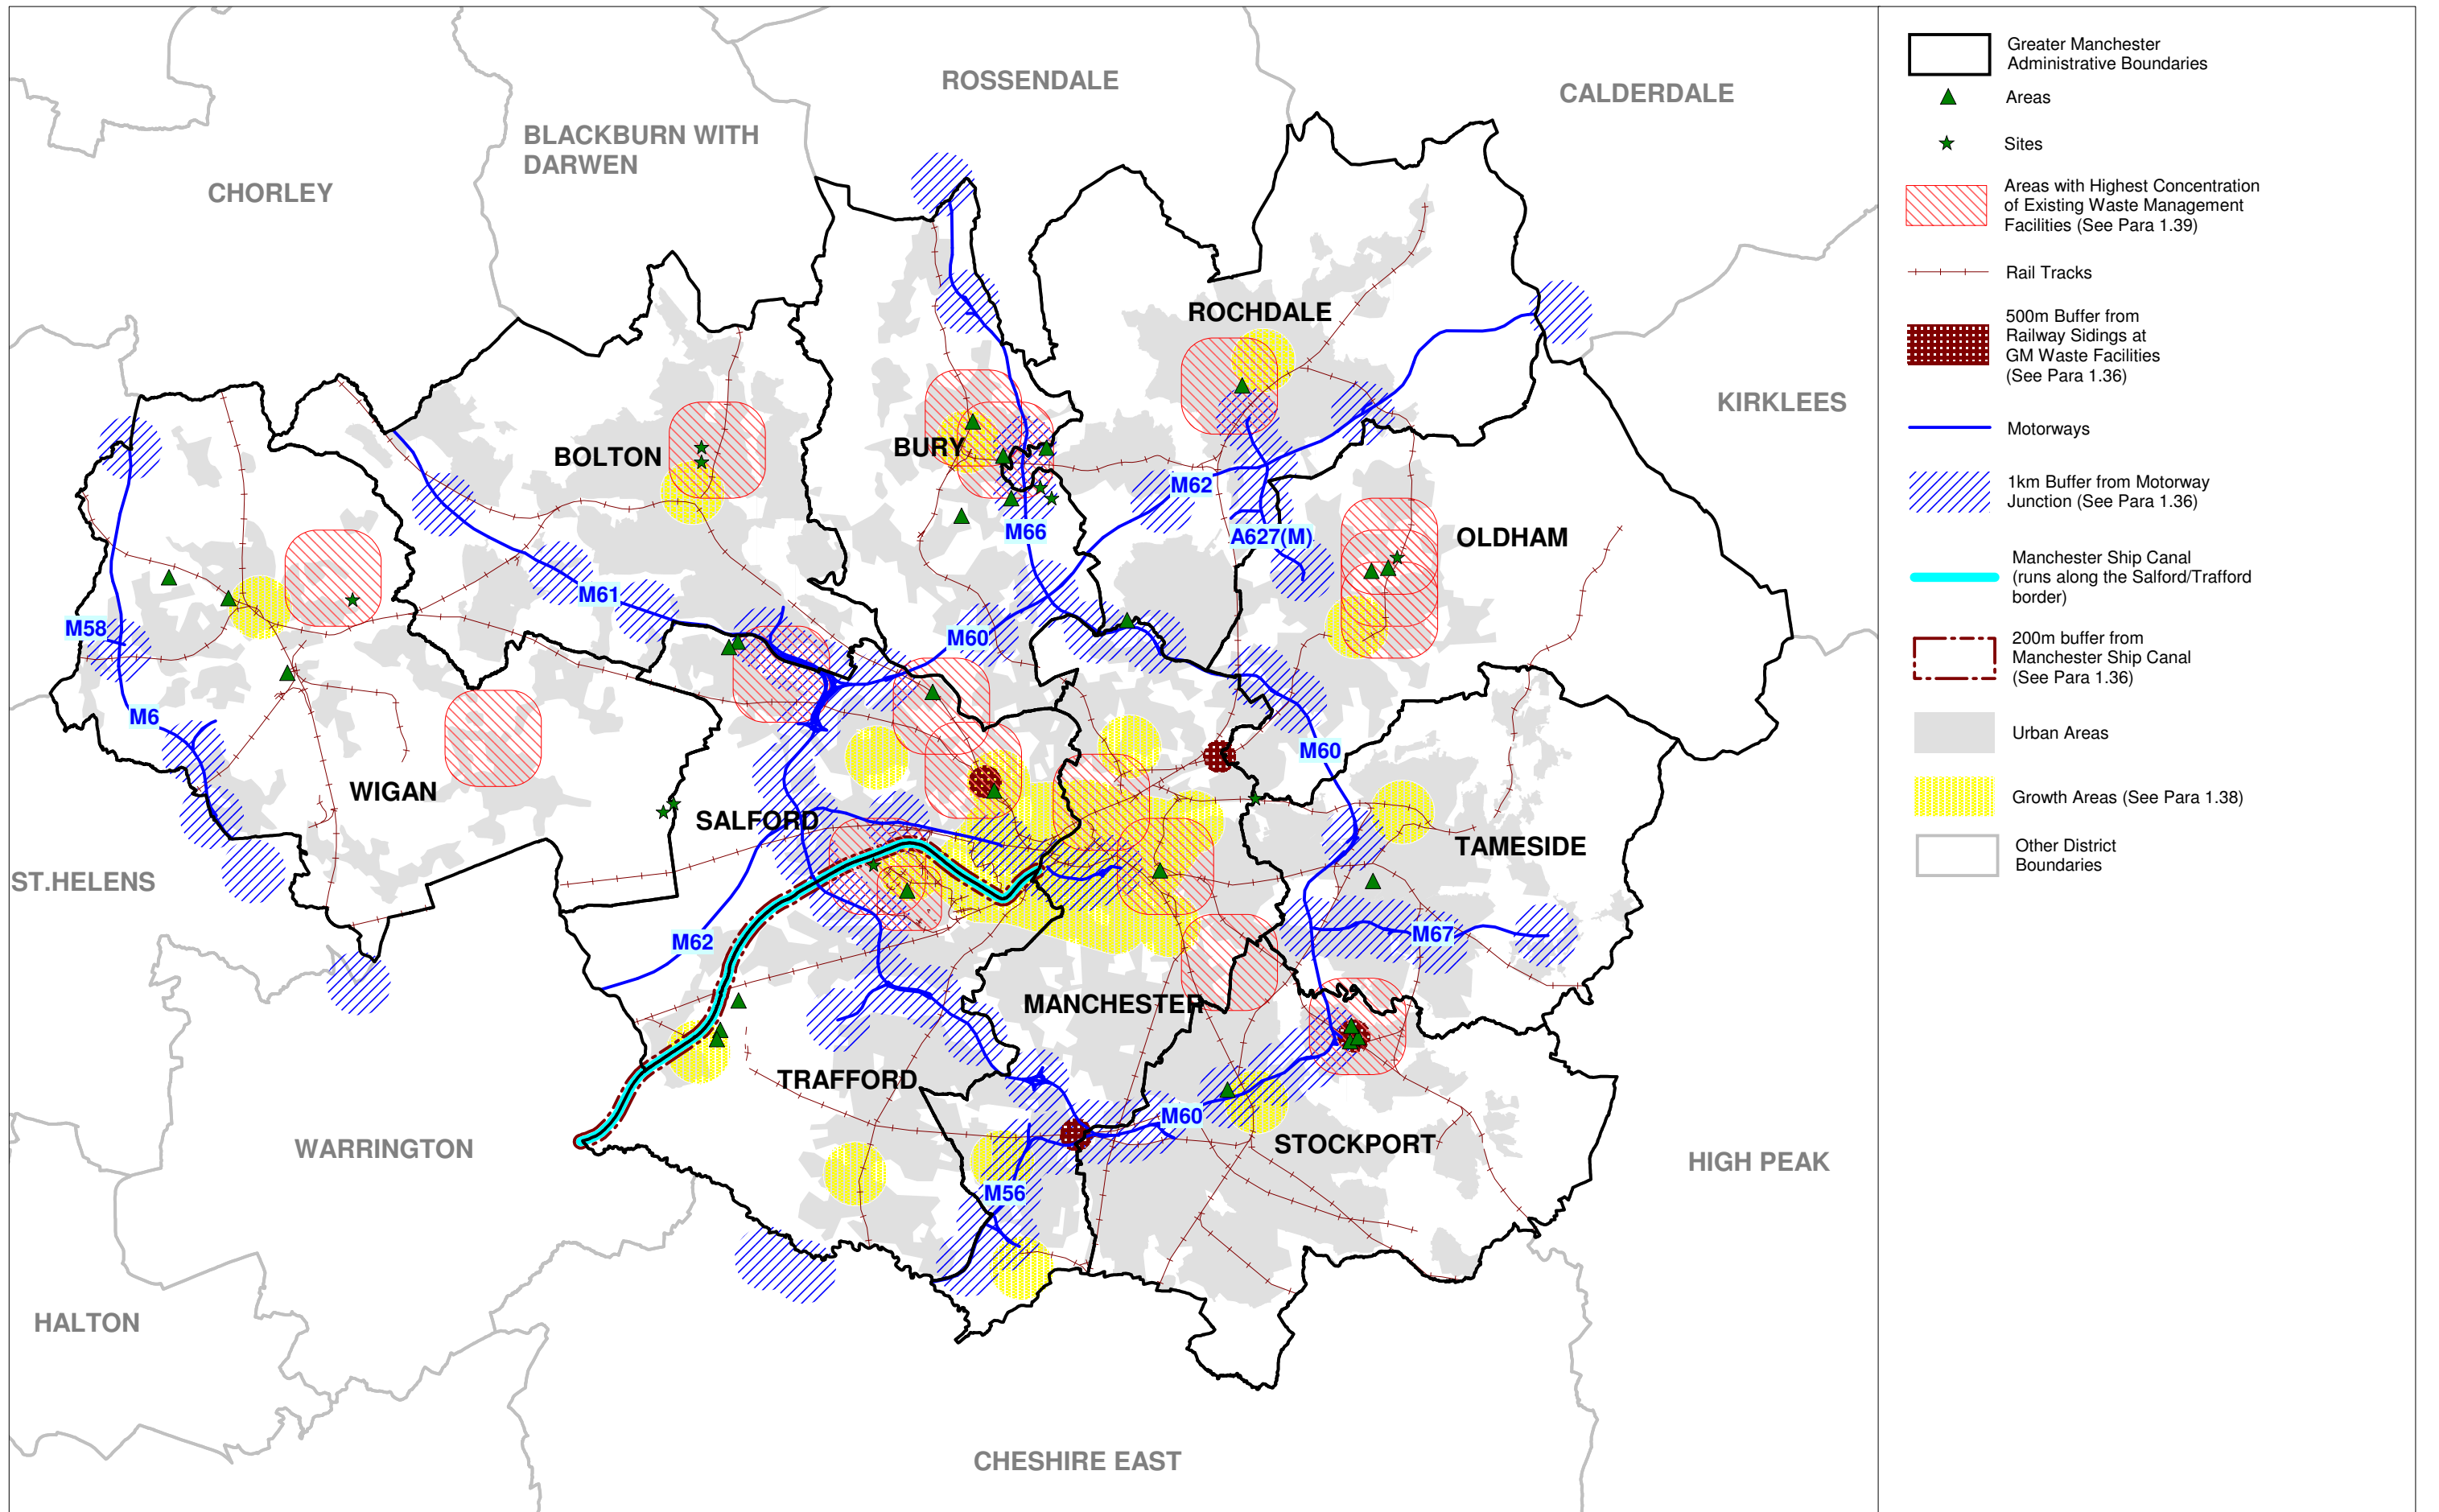 ROSSENDALE
CALDERDALE
BLACKBURN WITH
DARWEN
CHORLEY
ROCHDALE
KIRKLEES
BOLTON
BURY
M62
M66
A627(M)
OLDHAM
M61
M58
M60
M6
M60
WIGAN
SALFORD
TAMESIDE
ST.HELENS
M62
M67
MANCHESTER
TRAFFORD
M60
STOCKPORT
WARRINGTON
HIGH PEAK
M56
HALTON
CHESHIRE EAST
Greater Manchester
Administrative Boundaries
Areas
Sites
Areas with Highest Concentration
of Existing Waste Management
Facilities (See Para 1.39)
Rail Tracks
500m Buffer from
Railway Sidings at
GM Waste Facilities
(See Para 1.36)
Motorways
1km Buffer from Motorway
Junction (See Para 1.36)
Manchester Ship Canal
(runs along the Salford/Trafford
border)
200m buffer from
Manchester Ship Canal
(See Para 1.36)
Urban Areas
Growth Areas (See Para 1.38)
Other District
Boundaries